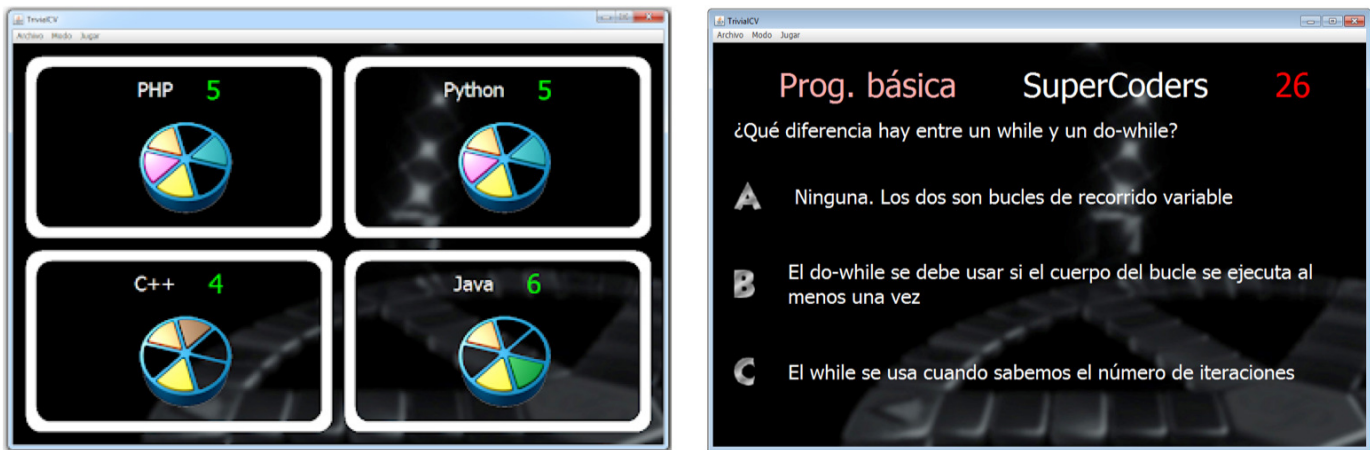 TrivialCV
Archivo Modo Jugar
PHP 5
Python 5
C++ 4
Java 6
TrivialCV
Archivo Modo Jugar
Prog. básica SuperCoders 26
¿Qué diferencia hay entre un while y un do-while?
A Ninguna. Los dos son bucles de recorrido variable
B El do-while se debe usar si el cuerpo del bucle se ejecuta al
menos una vez
C El while se usa cuando sabemos el número de iteraciones